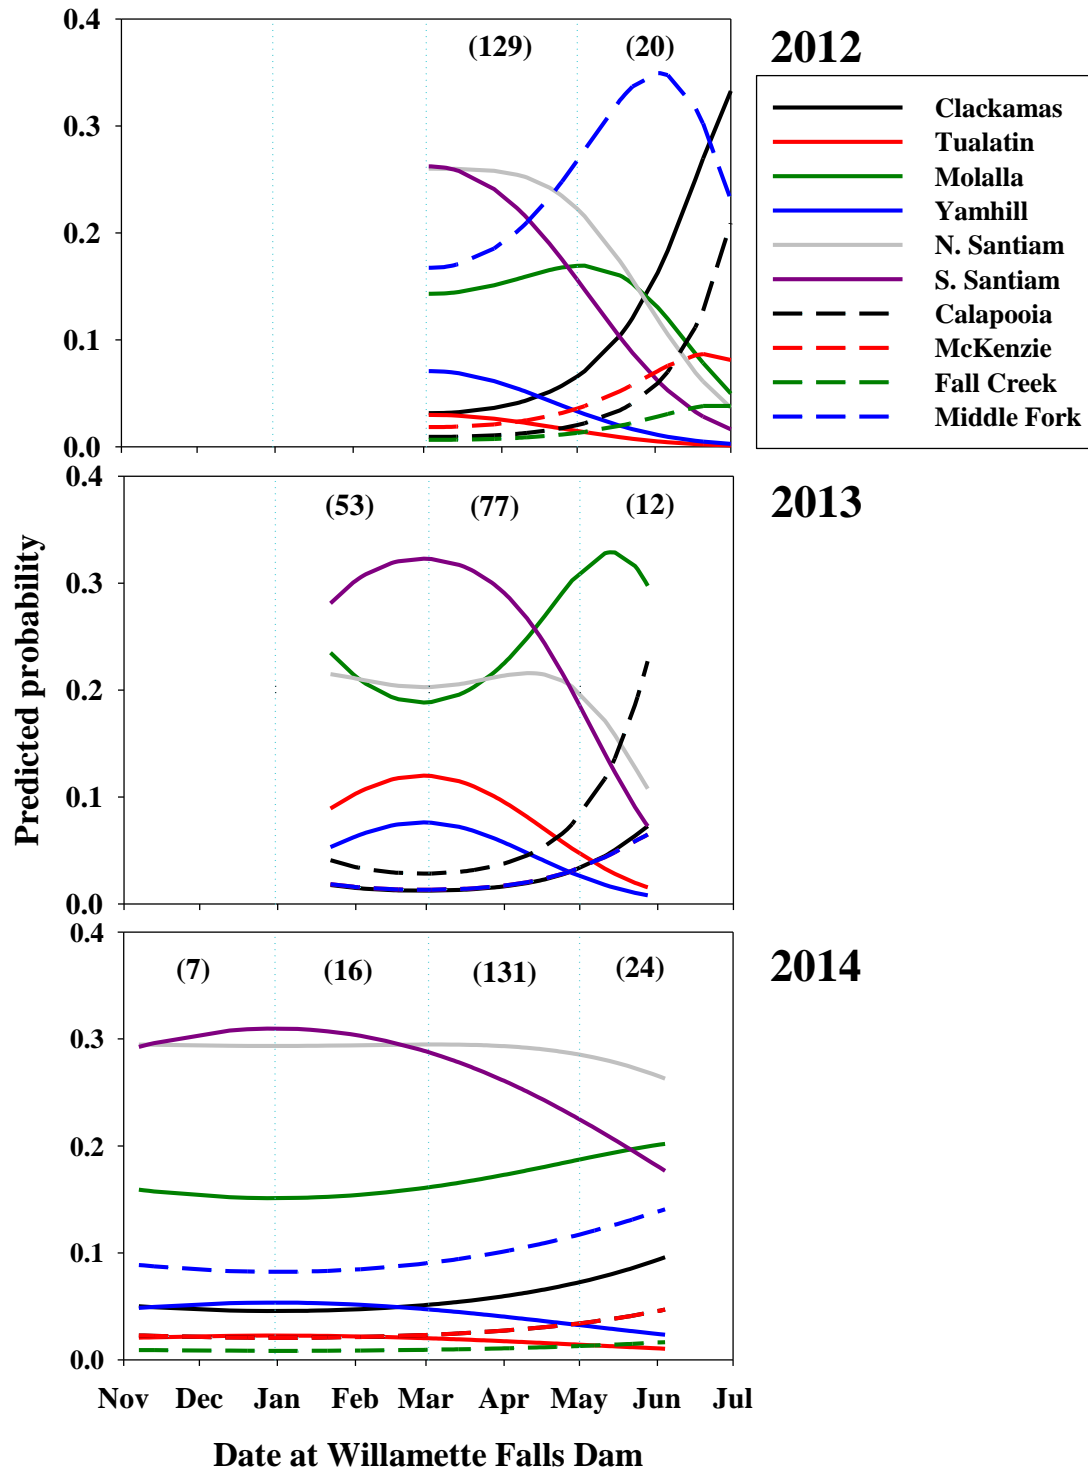 0.4
(129)
(20)
2012
0.3
0.2
0.1
0.0
Clackamas
Tualatin
Molalla
Yamhill
N. Santiam
S. Santiam
Calapooia
McKenzie
Fall Creek
Middle Fork
Predicted probability
0.4
(53)
(77)
(12)
2013
0.3
0.2
0.1
0.0
0.4
(7)
(16)
(131)
(24)
2014
0.3
0.2
0.1
0.0
Nov Dec Jan Feb Mar Apr May Jun Jul
Date at Willamette Falls Dam